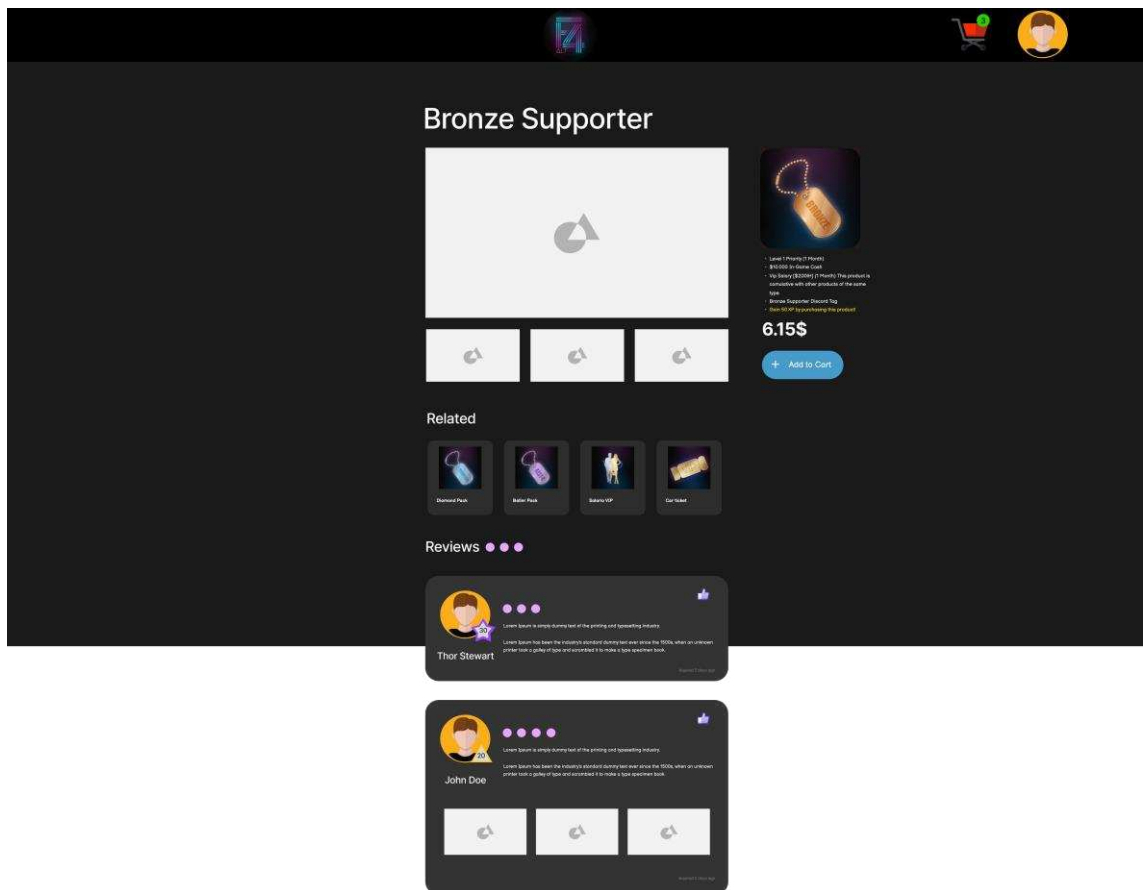 F4
3
Bronze Supporter
BRONZE
Level 1 Priority (1 Month)
$10.000 In-Game Cash
Vip Salary ($200/h) (1 Month) This product is
cumulative with other products of the same
type
Bronze Supporter Discord Tag
Gain 50 XP by purchasing this product!
6.15$
+ Add to Cart
Related
Diamond Pack
Baller Pack
Salario VIP
Car ticket
Reviews
30
Thor Stewart
Lorem Ipsum is simply dummy text of the printing and typesetting industry.
Lorem Ipsum has been the industry's standard dummy text ever since the 1500s, when an unknown
printer took a galley of type and scrambled it to make a type specimen book.
20
John Doe
Lorem Ipsum is simply dummy text of the printing and typesetting industry.
Lorem Ipsum has been the industry's standard dummy text ever since the 1500s, when an unknown
printer took a galley of type and scrambled it to make a type specimen book.